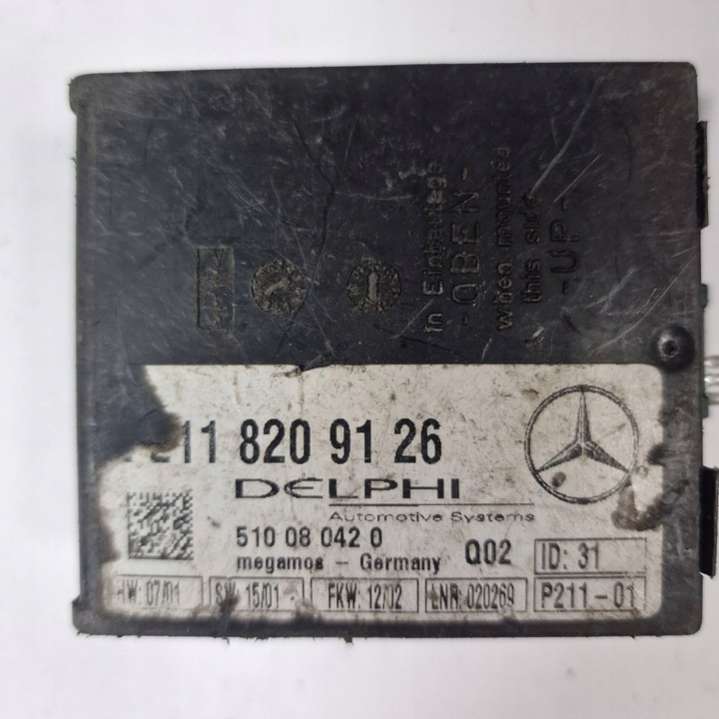 in Einbaulage
- OBEN -
when mounted
this side
- UP -
211 820 91 26
DELPHI
Automotive Systems
510 08 042 0
megamos - Germany
Q02
ID: 31
HW: 07/01
SW: 15/01
FKW: 12/02
LNR: 020269
P211-01